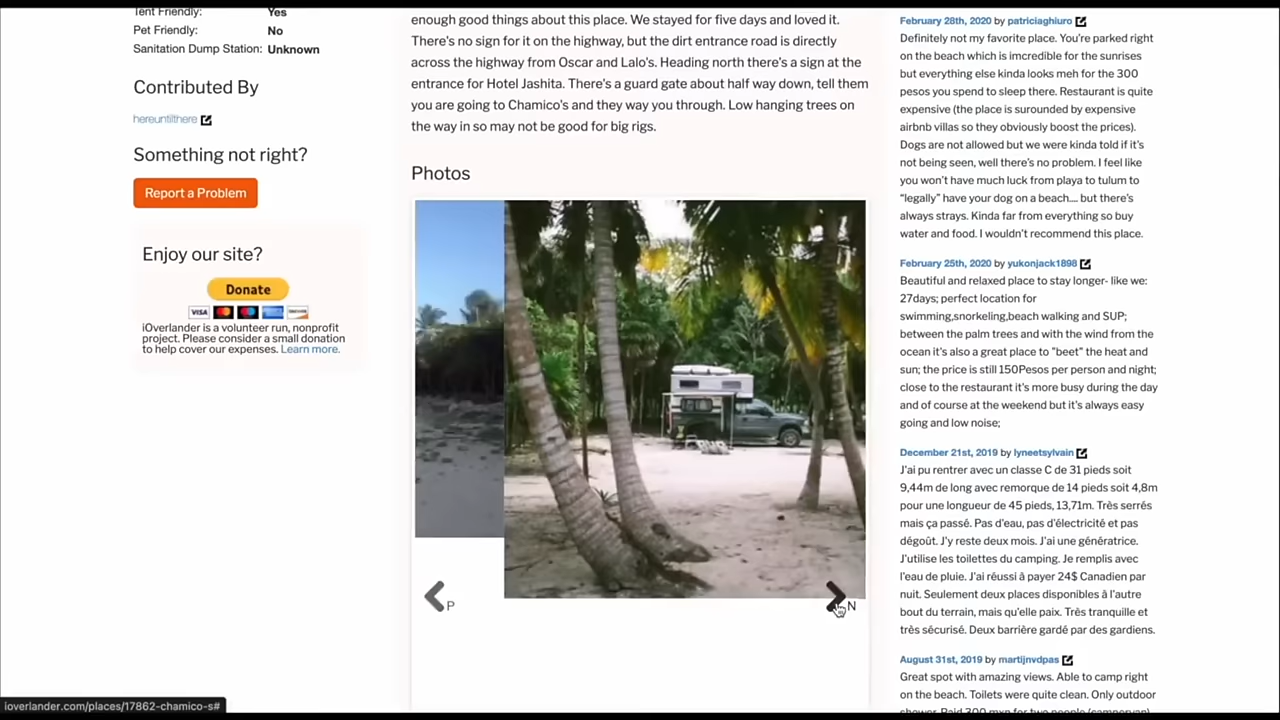 Tent Friendly: Yes
Pet Friendly: No
Sanitation Dump Station: Unknown
Contributed By
hereuntilthere
Something not right?
Report a Problem
Enjoy our site?
Donate
VISA
DISCOVER
iOverlander is a volunteer run, nonprofit
project. Please consider a small donation
to help cover our expenses. Learn more.
enough good things about this place. We stayed for five days and loved it.
There's no sign for it on the highway, but the dirt entrance road is directly
across the highway from Oscar and Lalo's. Heading north there's a sign at the
entrance for Hotel Jashita. There's a guard gate about half way down, tell them
you are going to Chamico's and they way you through. Low hanging trees on
the way in so may not be good for big rigs.
Photos
P
N
February 28th, 2020 by patriciaghiuro
Definitely not my favorite place. You're parked right
on the beach which is imcredible for the sunrises
but everything else kinda looks meh for the 300
pesos you spend to sleep there. Restaurant is quite
expensive (the place is surounded by expensive
airbnb villas so they obviously boost the prices).
Dogs are not allowed but we were kinda told if it's
not being seen, well there's no problem. I feel like
you won't have much luck from playa to tulum to
"legally" have your dog on a beach.... but there's
always strays. Kinda far from everything so buy
water and food. I wouldn't recommend this place.
February 25th, 2020 by yukonjack1898
Beautiful and relaxed place to stay longer- like we:
27days; perfect location for
swimming,snorkeling,beach walking and SUP;
between the palm trees and with the wind from the
ocean it's also a great place to "beet" the heat and
sun; the price is still 150Pesos per person and night;
close to the restaurant it's more busy during the day
and of course at the weekend but it's always easy
going and low noise;
December 21st, 2019 by lyneetsylvain
J'ai pu rentrer avec un classe C de 31 pieds soit
9,44m de long avec remorque de 14 pieds soit 4,8m
pour une longueur de 45 pieds, 13,71m. Très serrés
mais ça passé. Pas d'eau, pas d'électricité et pas
dégoût. J'y reste deux mois. J'ai une génératrice.
J'utilise les toilettes du camping. Je remplis avec
l'eau de pluie. J'ai réussi à payer 24$ Canadien par
nuit. Seulement deux places disponibles à l'autre
bout du terrain, mais qu'elle paix. Très tranquille et
très sécurisé. Deux barrière gardé par des gardiens.
August 31st, 2019 by martijnvdpas
Great spot with amazing views. Able to camp right
on the beach. Toilets were quite clean. Only outdoor
shower. Paid 300 mxn for two people (campervan)
ioverlander.com/places/17862-chamico-s#